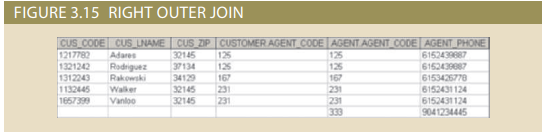 FIGURE 3.15 RIGHT OUTER JOIN
CUS_CODE CUS_LNAME CUS_ZIP CUSTOMER.AGENT_CODE AGENT.AGENT_CODE AGENT_PHONE
1217782 Adares 32145 125 125 6152439887
1321242 Rodriguez 37134 125 125 6152439887
1312243 Rakowski 34129 167 167 6153426778
1132445 Walker 32145 231 231 6152431124
1657399 Vanloo 32145 231 231 6152431124
333 9041234445